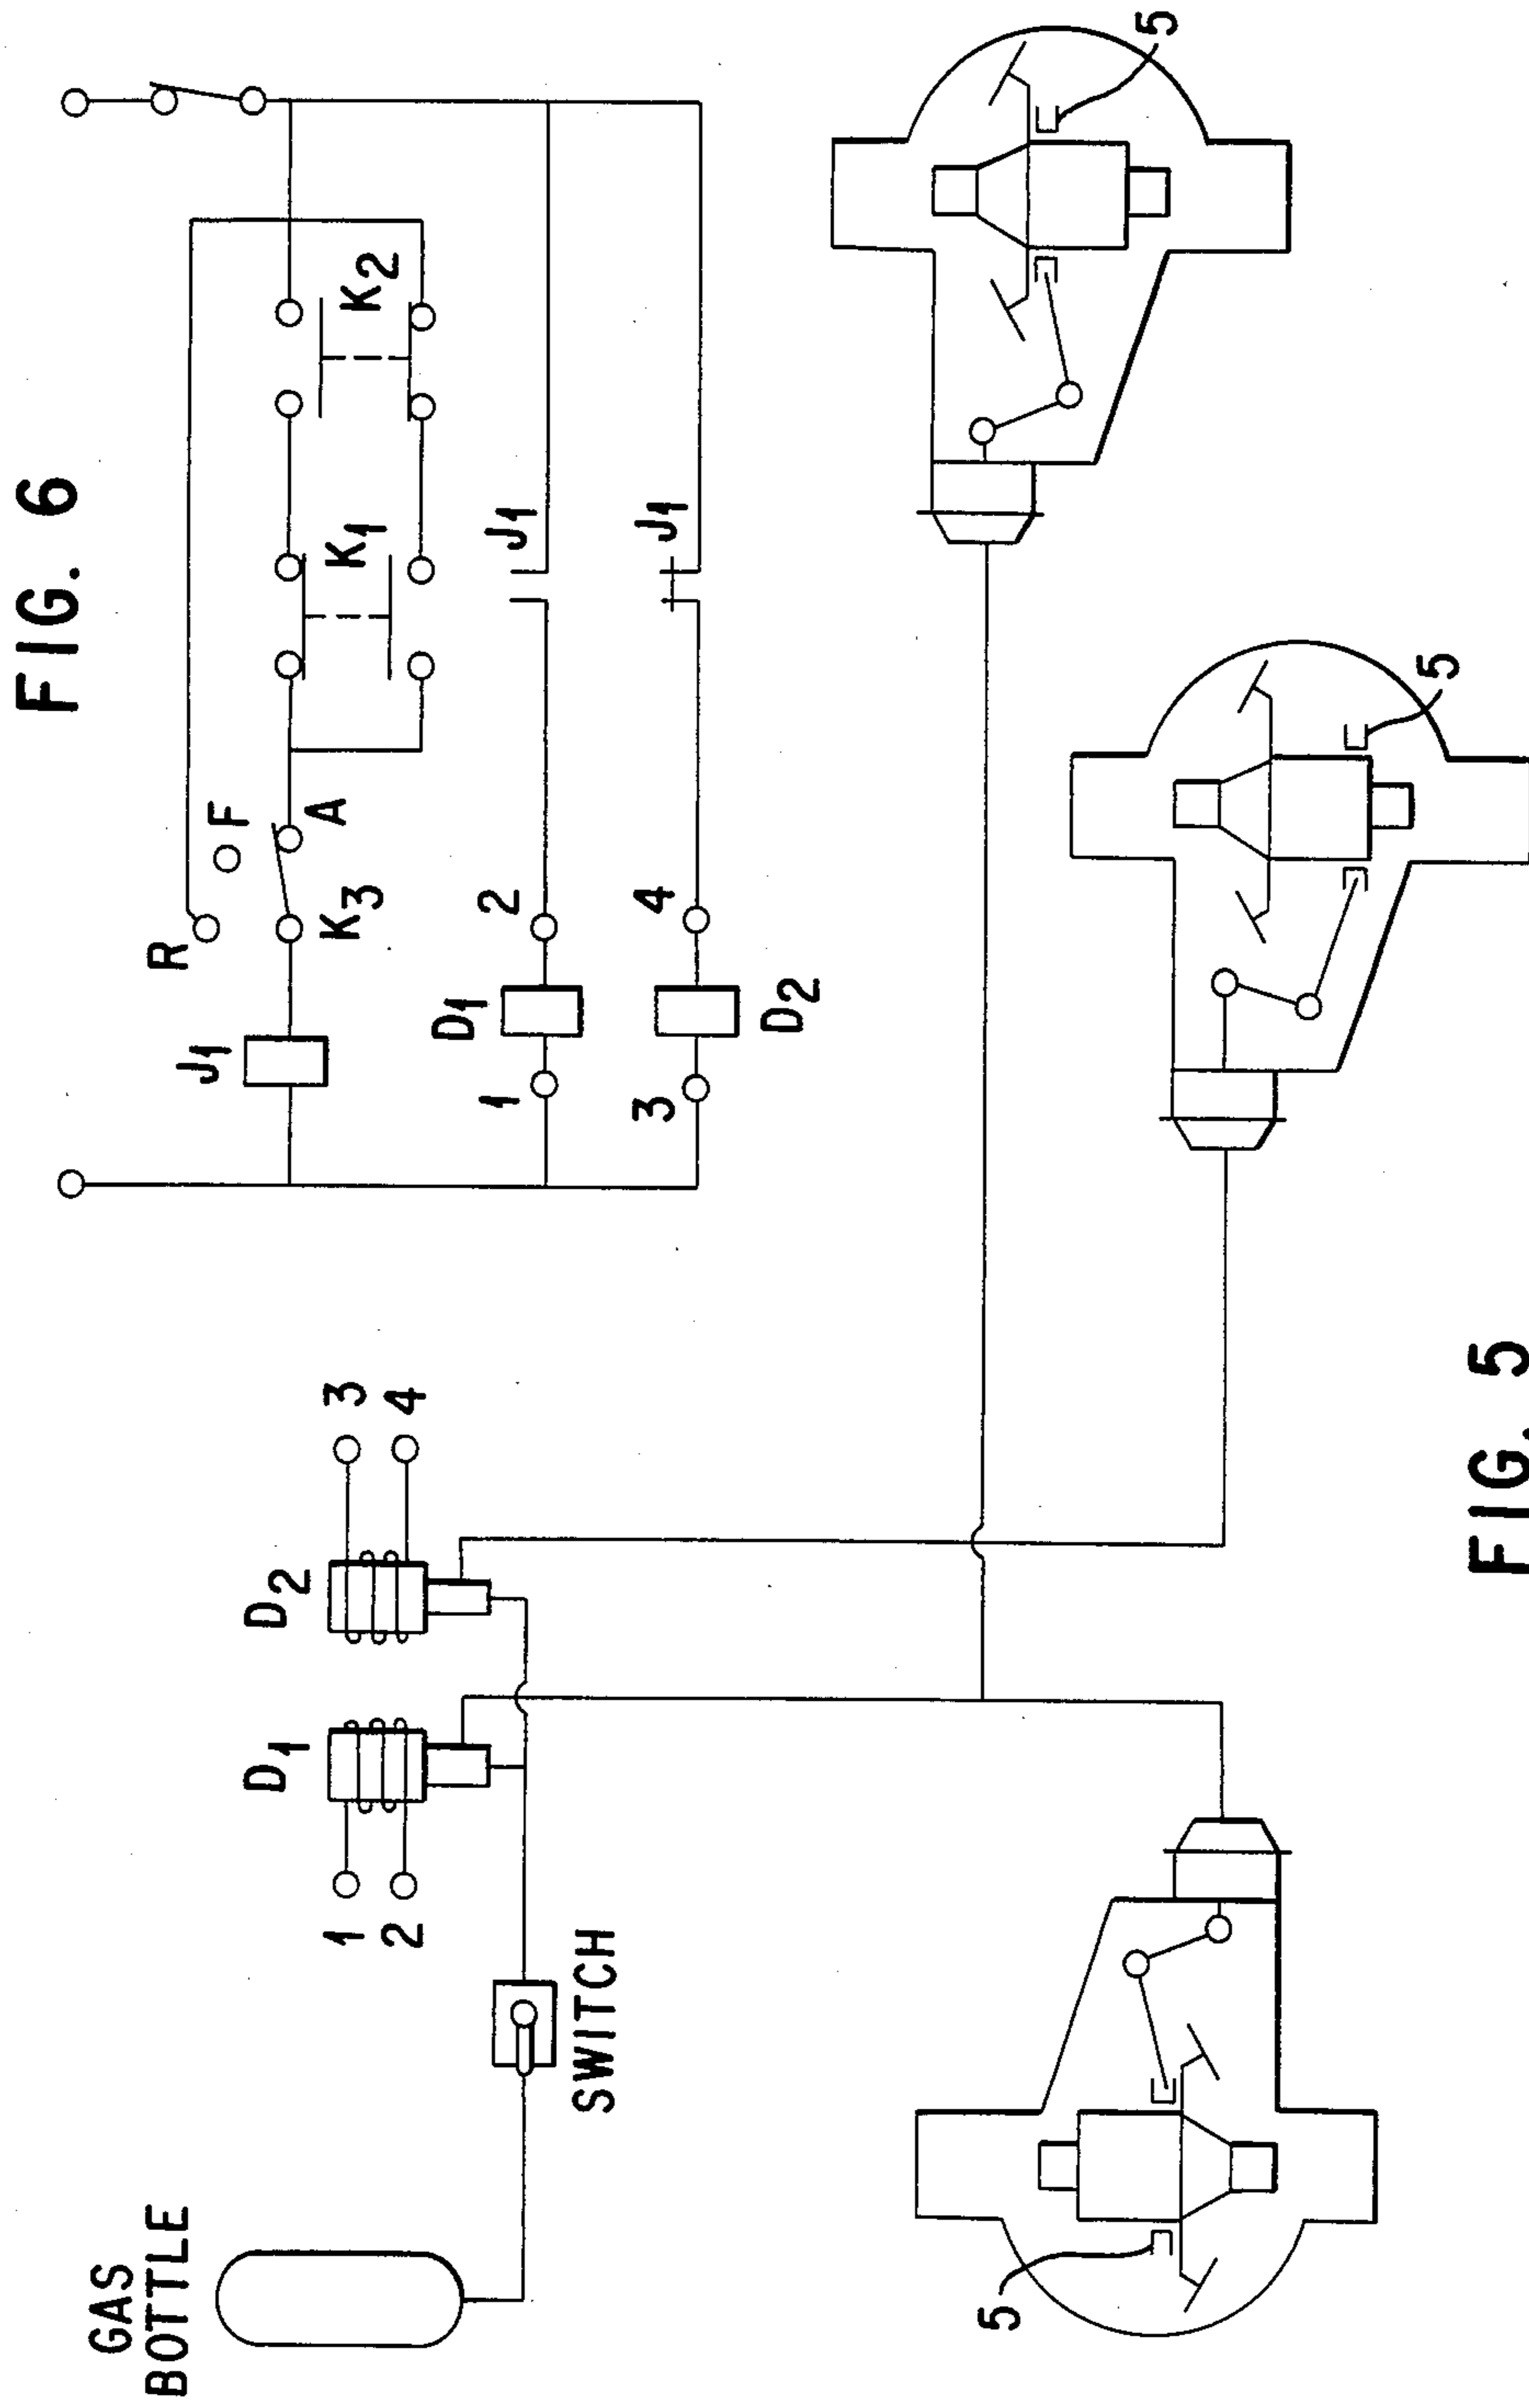 FIG. 6
R
F
A
K3
K1
K2
J1
D1
1
2
J1
D2
3
4
J1
GAS
BOTTLE
SWITCH
D1
1
2
D2
3
4
5
5
5
FIG. 5